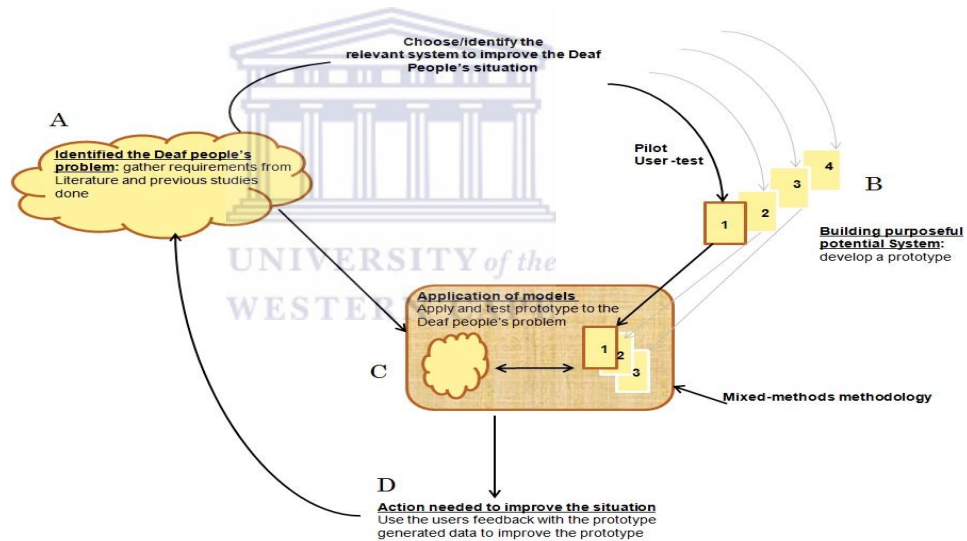 Choose/identify the
relevant system to improve the Deaf
People's situation
A
Identified the Deaf people's
problem: gather requirements from
Literature and previous studies
done
Pilot
User-test
1
2
3
4
B
Building purposeful
potential System:
develop a prototype
UNIVERSITY of the
WESTERN
Application of models
Apply and test prototype to the
Deaf people's problem
C
1
2
3
Mixed-methods methodology
D
Action needed to improve the situation
Use the users feedback with the prototype
generated data to improve the prototype